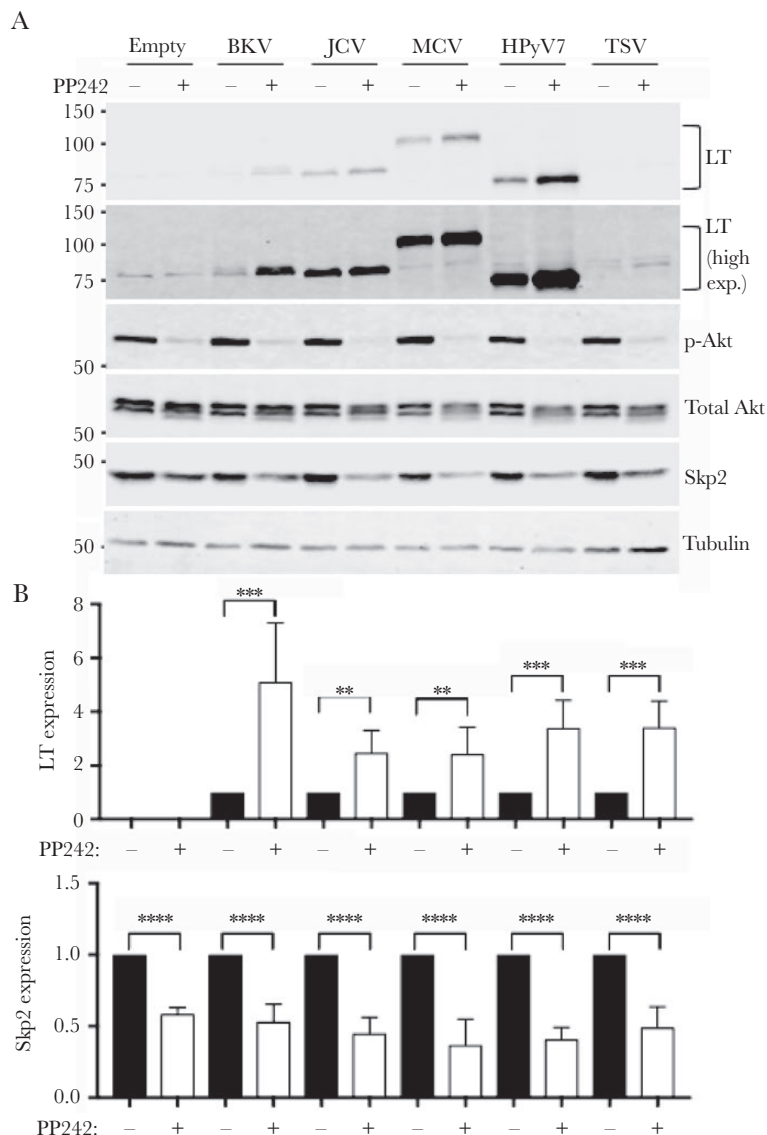 A
Empty BKV JCV MCV HPyV7 TSV
PP242 – + – + – + – + – + – +
150
100
75
LT
150
100
75
LT
(high
exp.)
50
p-Akt
50
Total Akt
50
Skp2
50
Tubulin
B
LT expression
8
6
4
2
0
*** ** ** *** ***
PP242: – + – + – + – + – + – +
Skp2 expression
1.5
1.0
0.5
0.0
**** **** **** **** **** ****
PP242: – + – + – + – + – + – +